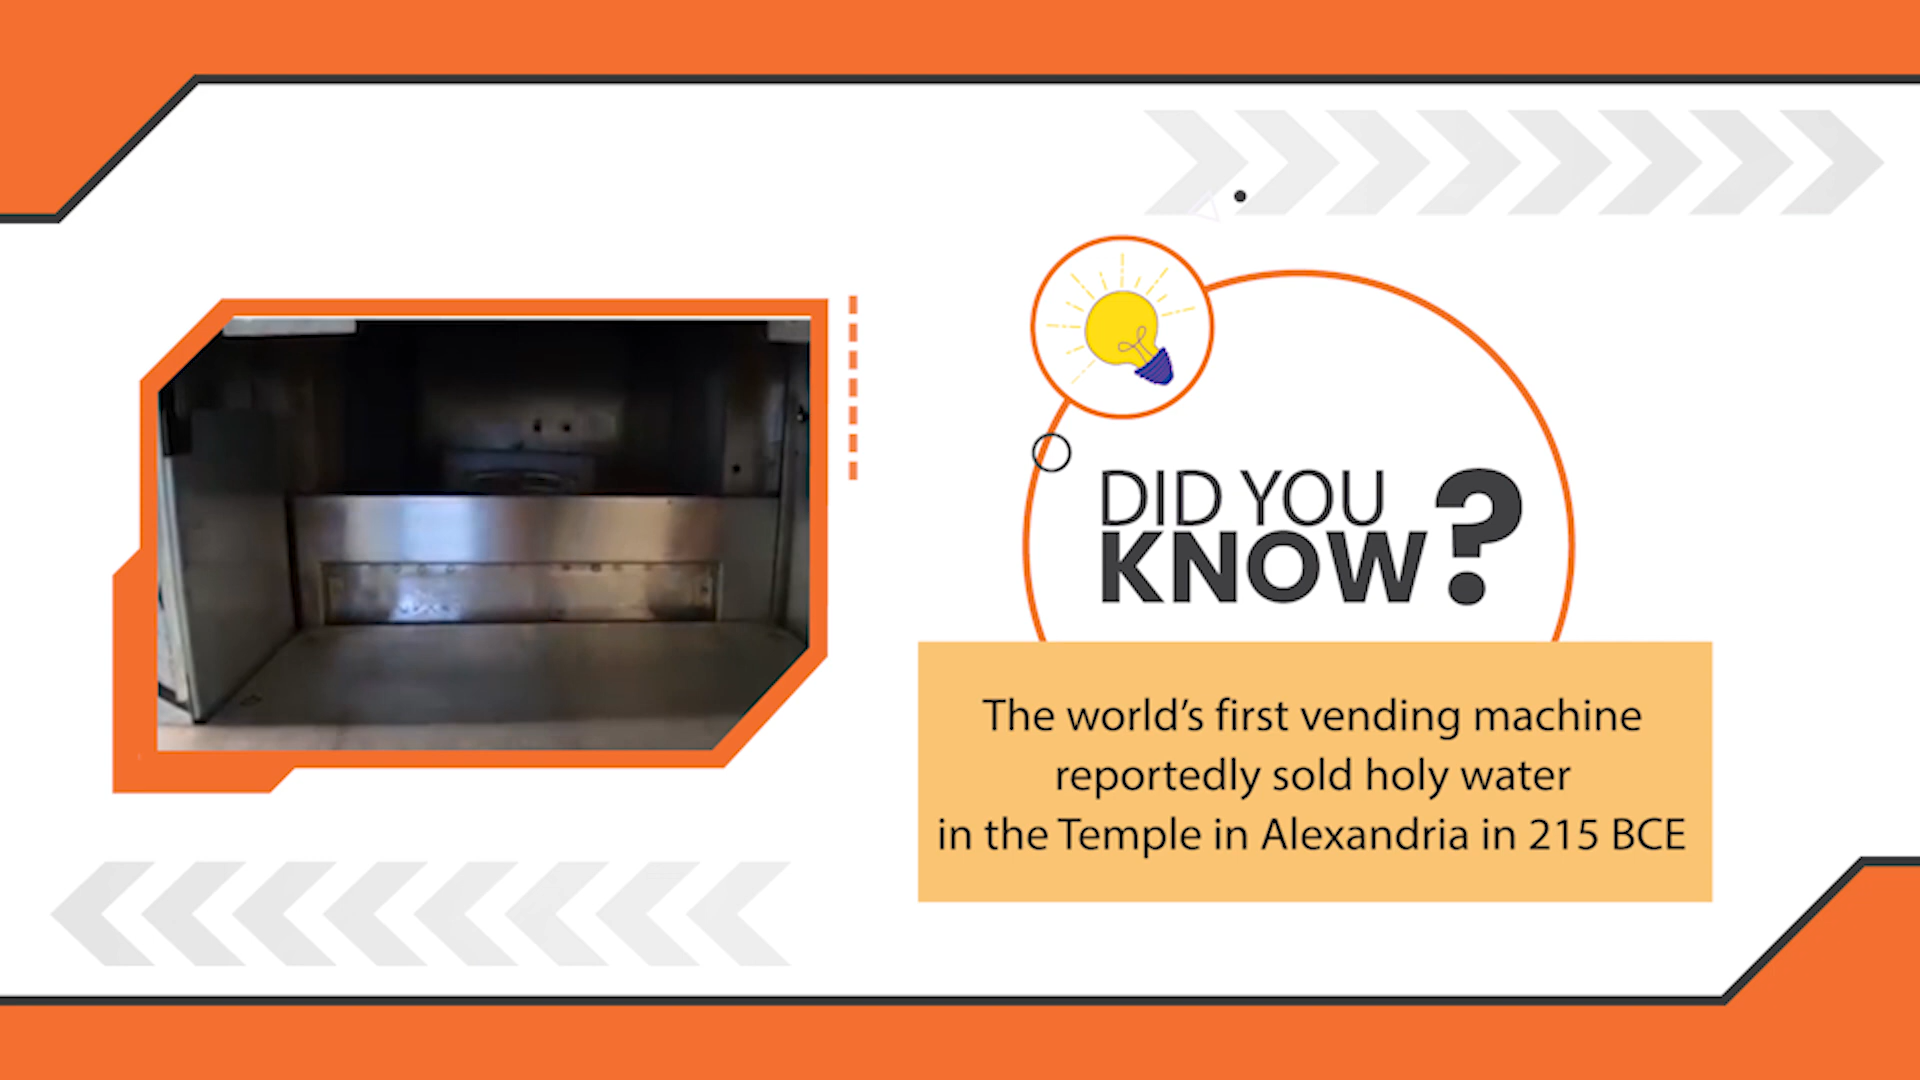 DID YOU
KNOW?
The world’s first vending machine
reportedly sold holy water
in the Temple in Alexandria in 215 BCE